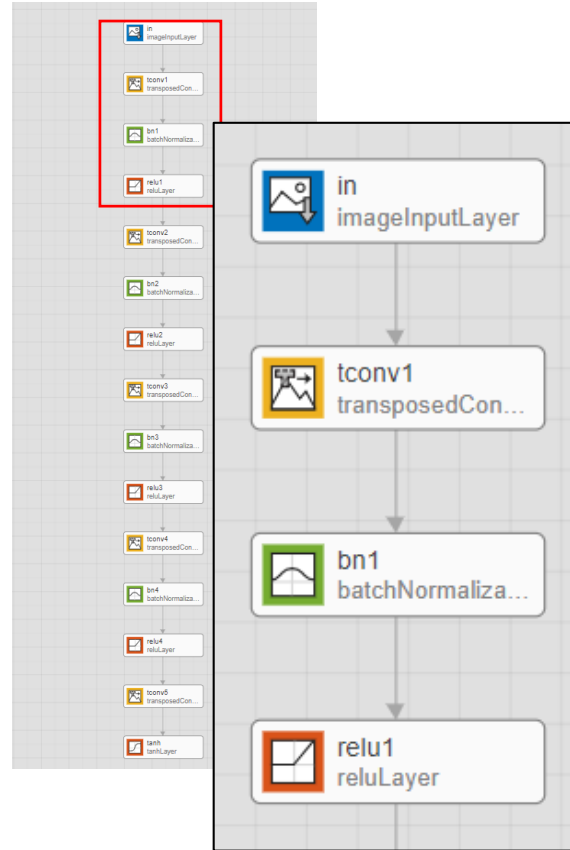 in
imageInputLayer
tconv1
transposedCon...
bn1
batchNormaliza...
relu1
reluLayer
tconv2
transposedCon...
bn2
batchNormaliza...
relu2
reluLayer
tconv3
transposedCon...
bn3
batchNormaliza...
relu3
reluLayer
tconv4
transposedCon...
bn4
batchNormaliza...
relu4
reluLayer
tconv5
transposedCon...
tanh
tanhLayer
in
imageInputLayer
tconv1
transposedCon...
bn1
batchNormaliza...
relu1
reluLayer